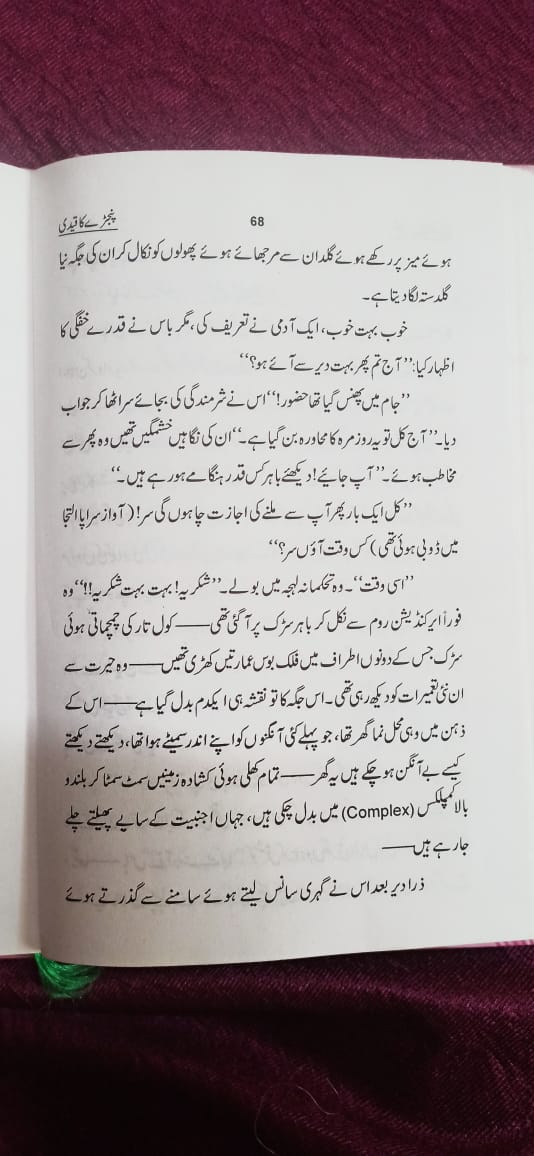 پنجڑے کا قیدی
68
ہوئے میز پر رکھے ہوئے گلدان سے مرجھائے ہوئے پھولوں کو نکال کر ان کی جگہ نیا
گلدستہ لگا دیتا ہے۔
خوب بہت خوب، ایک آدمی نے تعریف کی، مگر باس نے قدرے خفگی کا
اظہار کیا: ’’آج تم پھر بہت دیر سے آئے ہو؟‘‘
’’جام میں پھنس گیا تھا حضور!‘‘ اس نے شرمندگی کی بجائے سر اٹھا کر جواب
دیا۔ ’’آج کل تو یہ روز مرہ کا محاورہ بن گیا ہے۔‘‘ ان کی نگاہیں خشمگیں تھیں وہ پھر سے
مخاطب ہوئے۔ ’’آپ جائیے! دیکھئے باہر کس قدر ہنگامے ہو رہے ہیں۔‘‘
’’کل ایک بار پھر آپ سے ملنے کی اجازت چاہوں گی سر! (آواز سراپا التجا
میں ڈوبی ہوئی تھی) کس وقت آؤں سر؟‘‘
’’اسی وقت‘‘۔ وہ تحکمانہ لہجہ میں بولے۔ ’’شکریہ! بہت بہت شکریہ!!‘‘ وہ
فوراً ایرکنڈیشن روم سے نکل کر باہر سڑک پر آ گئی تھی —— کول تار کی چمچماتی ہوئی
سڑک جس کے دونوں اطراف میں فلک بوس عمارتیں کھڑی تھیں —— وہ حیرت سے
ان نئی تعمیرات کو دیکھ رہی تھی۔ اس جگہ کا تو نقشہ ہی ایکدم بدل گیا ہے —— اس کے
ذہن میں وہی محل نما گھر تھا، جو پہلے کئی آنگنوں کو اپنے اندر سمیٹے ہوا تھا، دیکھتے دیکھتے
کیسے بے آنگن ہو چکے ہیں یہ گھر —— تمام کھلی ہوئی کشادہ زمینیں سمٹ سمٹا کر بلند و
بالا کمپلکس (Complex) میں بدل چکی ہیں، جہاں اجنبیت کے سایے پھیلتے چلے
جا رہے ہیں ——
ذرا دیر بعد اس نے گہری سانس لیتے ہوئے سامنے سے گذرتے ہوئے